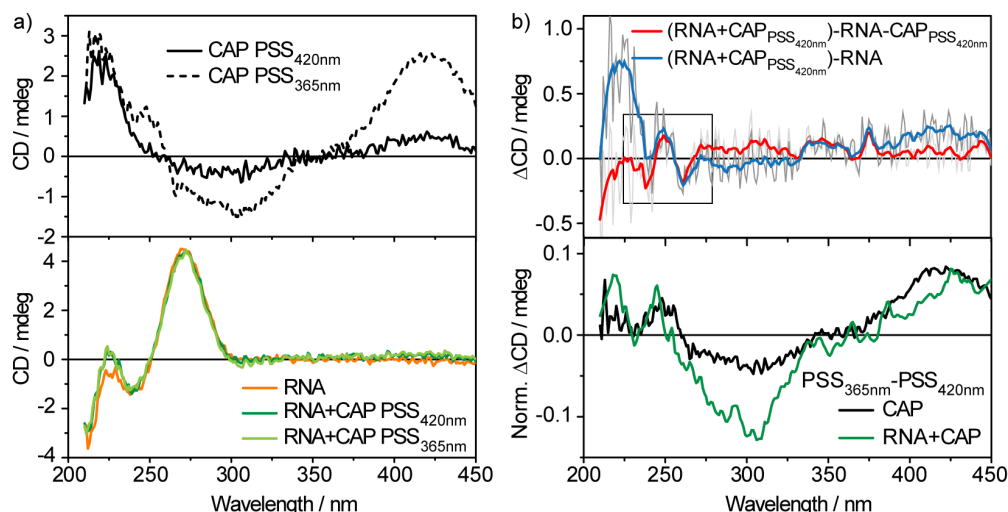 a)
CD / mdeg
3
2
1
0
-1
-2
CAP PSS420nm
CAP PSS365nm
CD / mdeg
4
2
0
-2
-4
RNA
RNA+CAP PSS420nm
RNA+CAP PSS365nm
200 250 300 350 400 450
Wavelength / nm
b)
ΔCD / mdeg
1.0
0.5
0.0
-0.5
(RNA+CAPPSS420nm)-RNA-CAPPSS420nm
(RNA+CAPPSS420nm)-RNA
Norm. ΔCD / mdeg
0.1
0.0
-0.1
PSS365nm-PSS420nm
CAP
RNA+CAP
200 250 300 350 400 450
Wavelength / nm